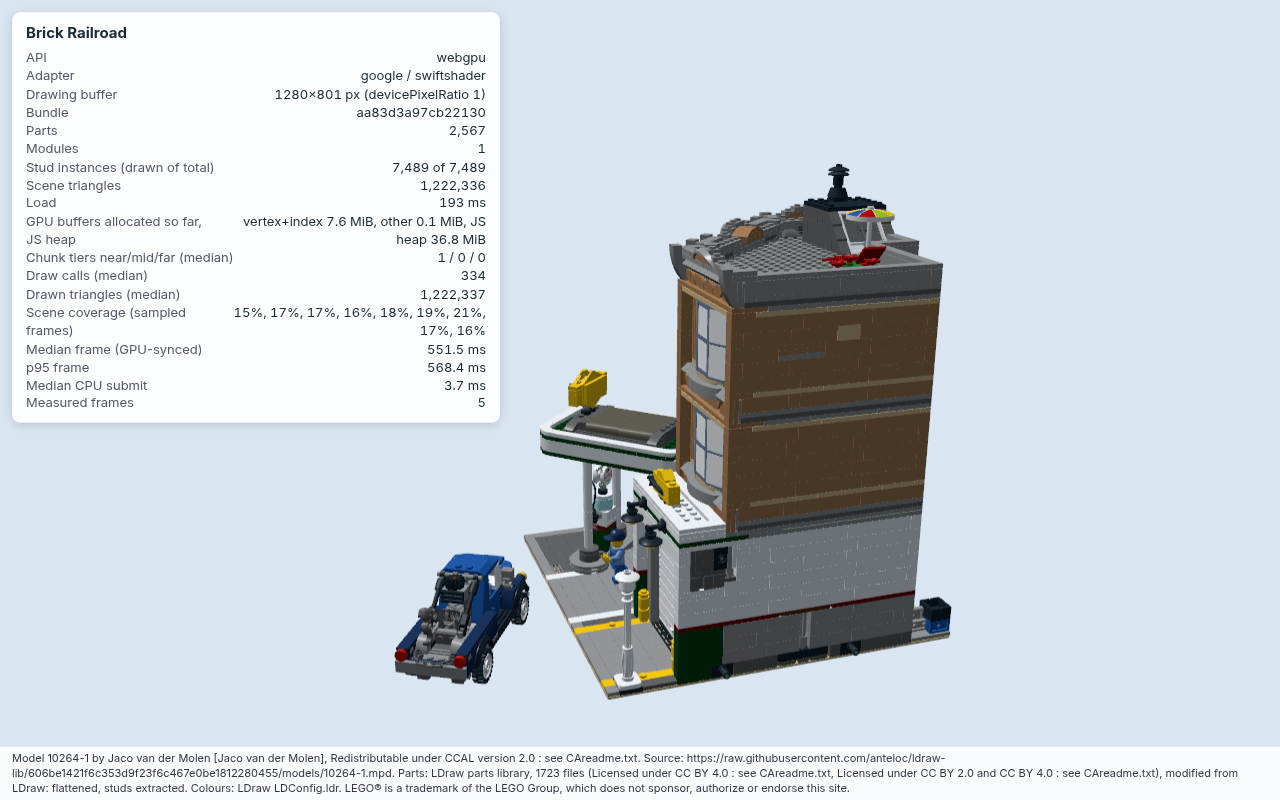 Brick Railroad
API webgpu
Adapter google / swiftshader
Drawing buffer 1280×801 px (devicePixelRatio 1)
Bundle aa83d3a97cb22130
Parts 2,567
Modules 1
Stud instances (drawn of total) 7,489 of 7,489
Scene triangles 1,222,336
Load 193 ms
GPU buffers allocated so far, vertex+index 7.6 MiB, other 0.1 MiB, JS
JS heap heap 36.8 MiB
Chunk tiers near/mid/far (median) 1 / 0 / 0
Draw calls (median) 334
Drawn triangles (median) 1,222,337
Scene coverage (sampled 15%, 17%, 17%, 16%, 18%, 19%, 21%,
frames) 17%, 16%
Median frame (GPU-synced) 551.5 ms
p95 frame 568.4 ms
Median CPU submit 3.7 ms
Measured frames 5
Model 10264-1 by Jaco van der Molen [Jaco van der Molen], Redistributable under CCAL version 2.0 : see CAreadme.txt. Source: https://raw.githubusercontent.com/anteloc/ldraw-
lib/606be1421f6c353d9f23f6c467e0be1812280455/models/10264-1.mpd. Parts: LDraw parts library, 1723 files (Licensed under CC BY 4.0 : see CAreadme.txt, Licensed under CC BY 2.0 and CC BY 4.0 : see CAreadme.txt), modified from
LDraw: flattened, studs extracted. Colours: LDraw LDConfig.ldr. LEGO® is a trademark of the LEGO Group, which does not sponsor, authorize or endorse this site.